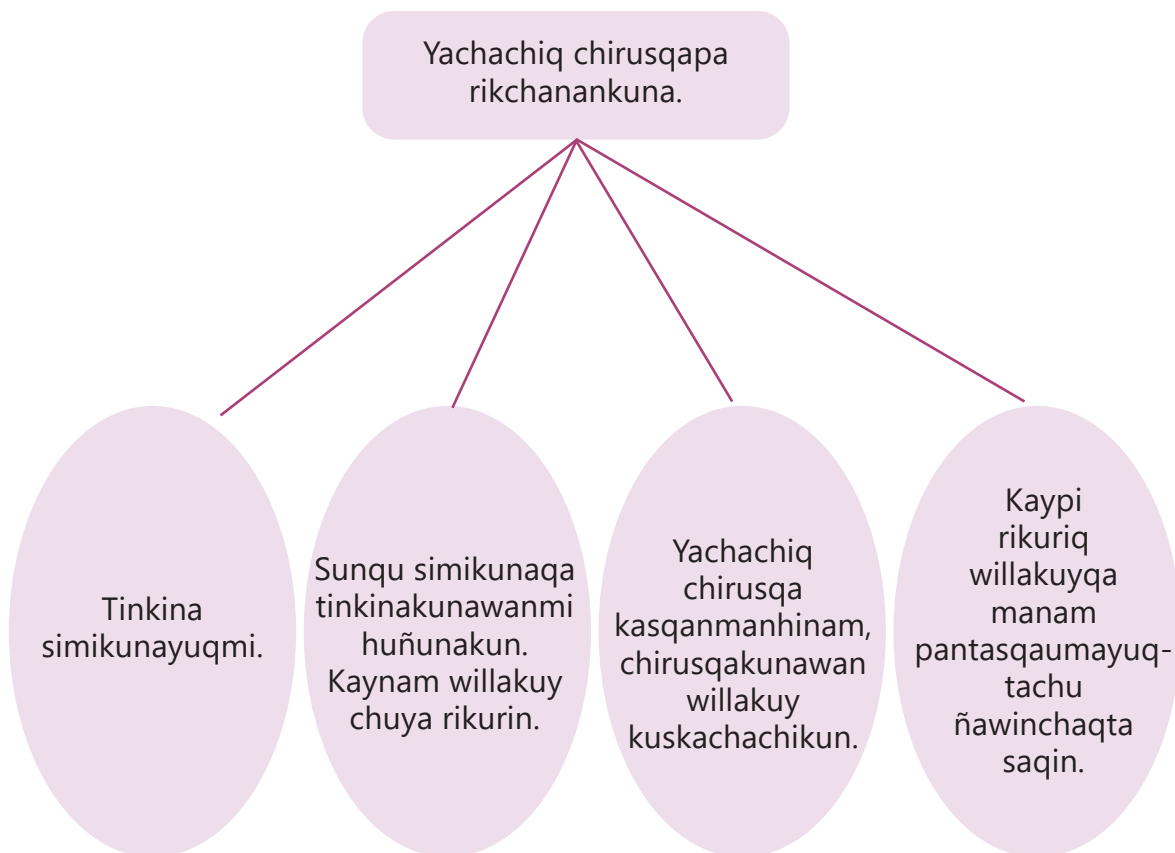 Yachachiq chirusqapa
rikchanankuna.
Tinkina
simikunayuqmi.
Sunqu simikunaqa
tinkinakunawanmi
huñunakun.
Kaynam willakuy
chuya rikurin.
Yachachiq
chirusqa
kasqanmanhinam,
chirusqakunawan
willakuy
kuskachachikun.
Kaypi
rikuriq
willakuyqa
manam
pantasqaumayuq-
tachu
ñawinchaqta
saqin.